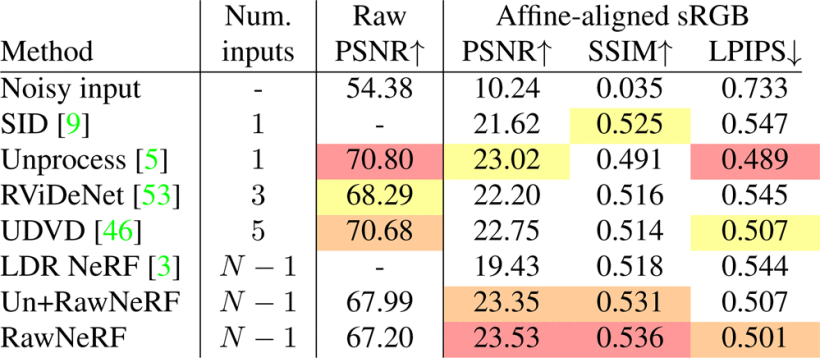 Num. Raw Affine-aligned sRGB
Method inputs PSNR↑ PSNR↑ SSIM↑ LPIPS↓
Noisy input - 54.38 10.24 0.035 0.733
SID [9] 1 - 21.62 0.525 0.547
Unprocess [5] 1 70.80 23.02 0.491 0.489
RViDeNet [53] 3 68.29 22.20 0.516 0.545
UDVD [46] 5 70.68 22.75 0.514 0.507
LDR NeRF [3] N − 1 - 19.43 0.518 0.544
Un+RawNeRF N − 1 67.99 23.35 0.531 0.507
RawNeRF N − 1 67.20 23.53 0.536 0.501